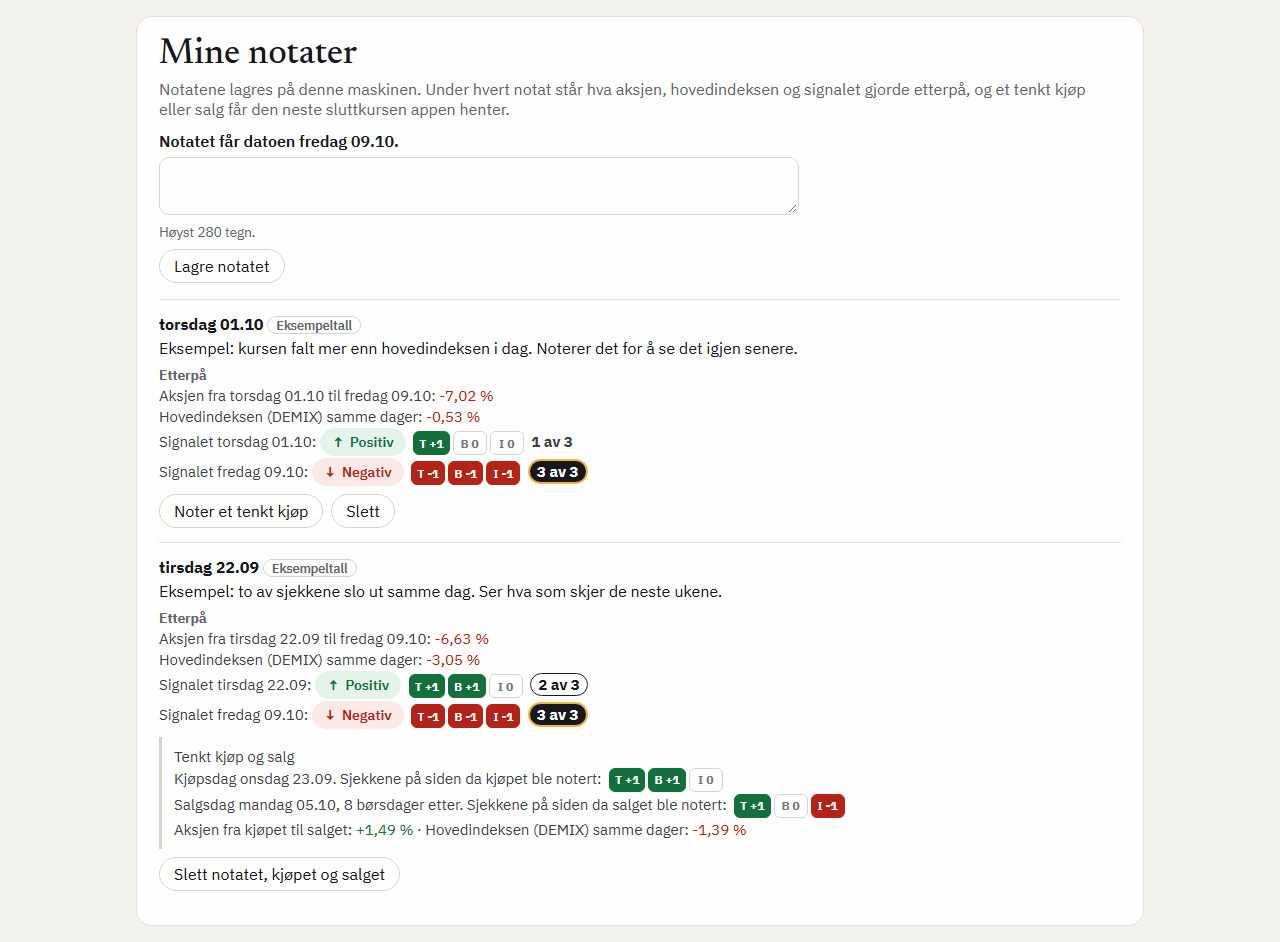 Mine notater
Notatene lagres på denne maskinen. Under hvert notat står hva aksjen, hovedindeksen og signalet gjorde etterpå, og et tenkt kjøp
eller salg får den neste sluttkursen appen henter.
Notatet får datoen fredag 09.10.
Høyst 280 tegn.
Lagre notatet
torsdag 01.10 Eksempeltall
Eksempel: kursen falt mer enn hovedindeksen i dag. Noterer det for å se det igjen senere.
Etterpå
Aksjen fra torsdag 01.10 til fredag 09.10: -7,02 %
Hovedindeksen (DEMIX) samme dager: -0,53 %
Signalet torsdag 01.10: ↑ Positiv T +1 B 0 I 0 1 av 3
Signalet fredag 09.10: ↓ Negativ T -1 B -1 I -1 3 av 3
Noter et tenkt kjøp Slett
tirsdag 22.09 Eksempeltall
Eksempel: to av sjekkene slo ut samme dag. Ser hva som skjer de neste ukene.
Etterpå
Aksjen fra tirsdag 22.09 til fredag 09.10: -6,63 %
Hovedindeksen (DEMIX) samme dager: -3,05 %
Signalet tirsdag 22.09: ↑ Positiv T +1 B +1 I 0 2 av 3
Signalet fredag 09.10: ↓ Negativ T -1 B -1 I -1 3 av 3
Tenkt kjøp og salg
Kjøpsdag onsdag 23.09. Sjekkene på siden da kjøpet ble notert: T +1 B +1 I 0
Salgsdag mandag 05.10, 8 børsdager etter. Sjekkene på siden da salget ble notert: T +1 B 0 I -1
Aksjen fra kjøpet til salget: +1,49 % · Hovedindeksen (DEMIX) samme dager: -1,39 %
Slett notatet, kjøpet og salget